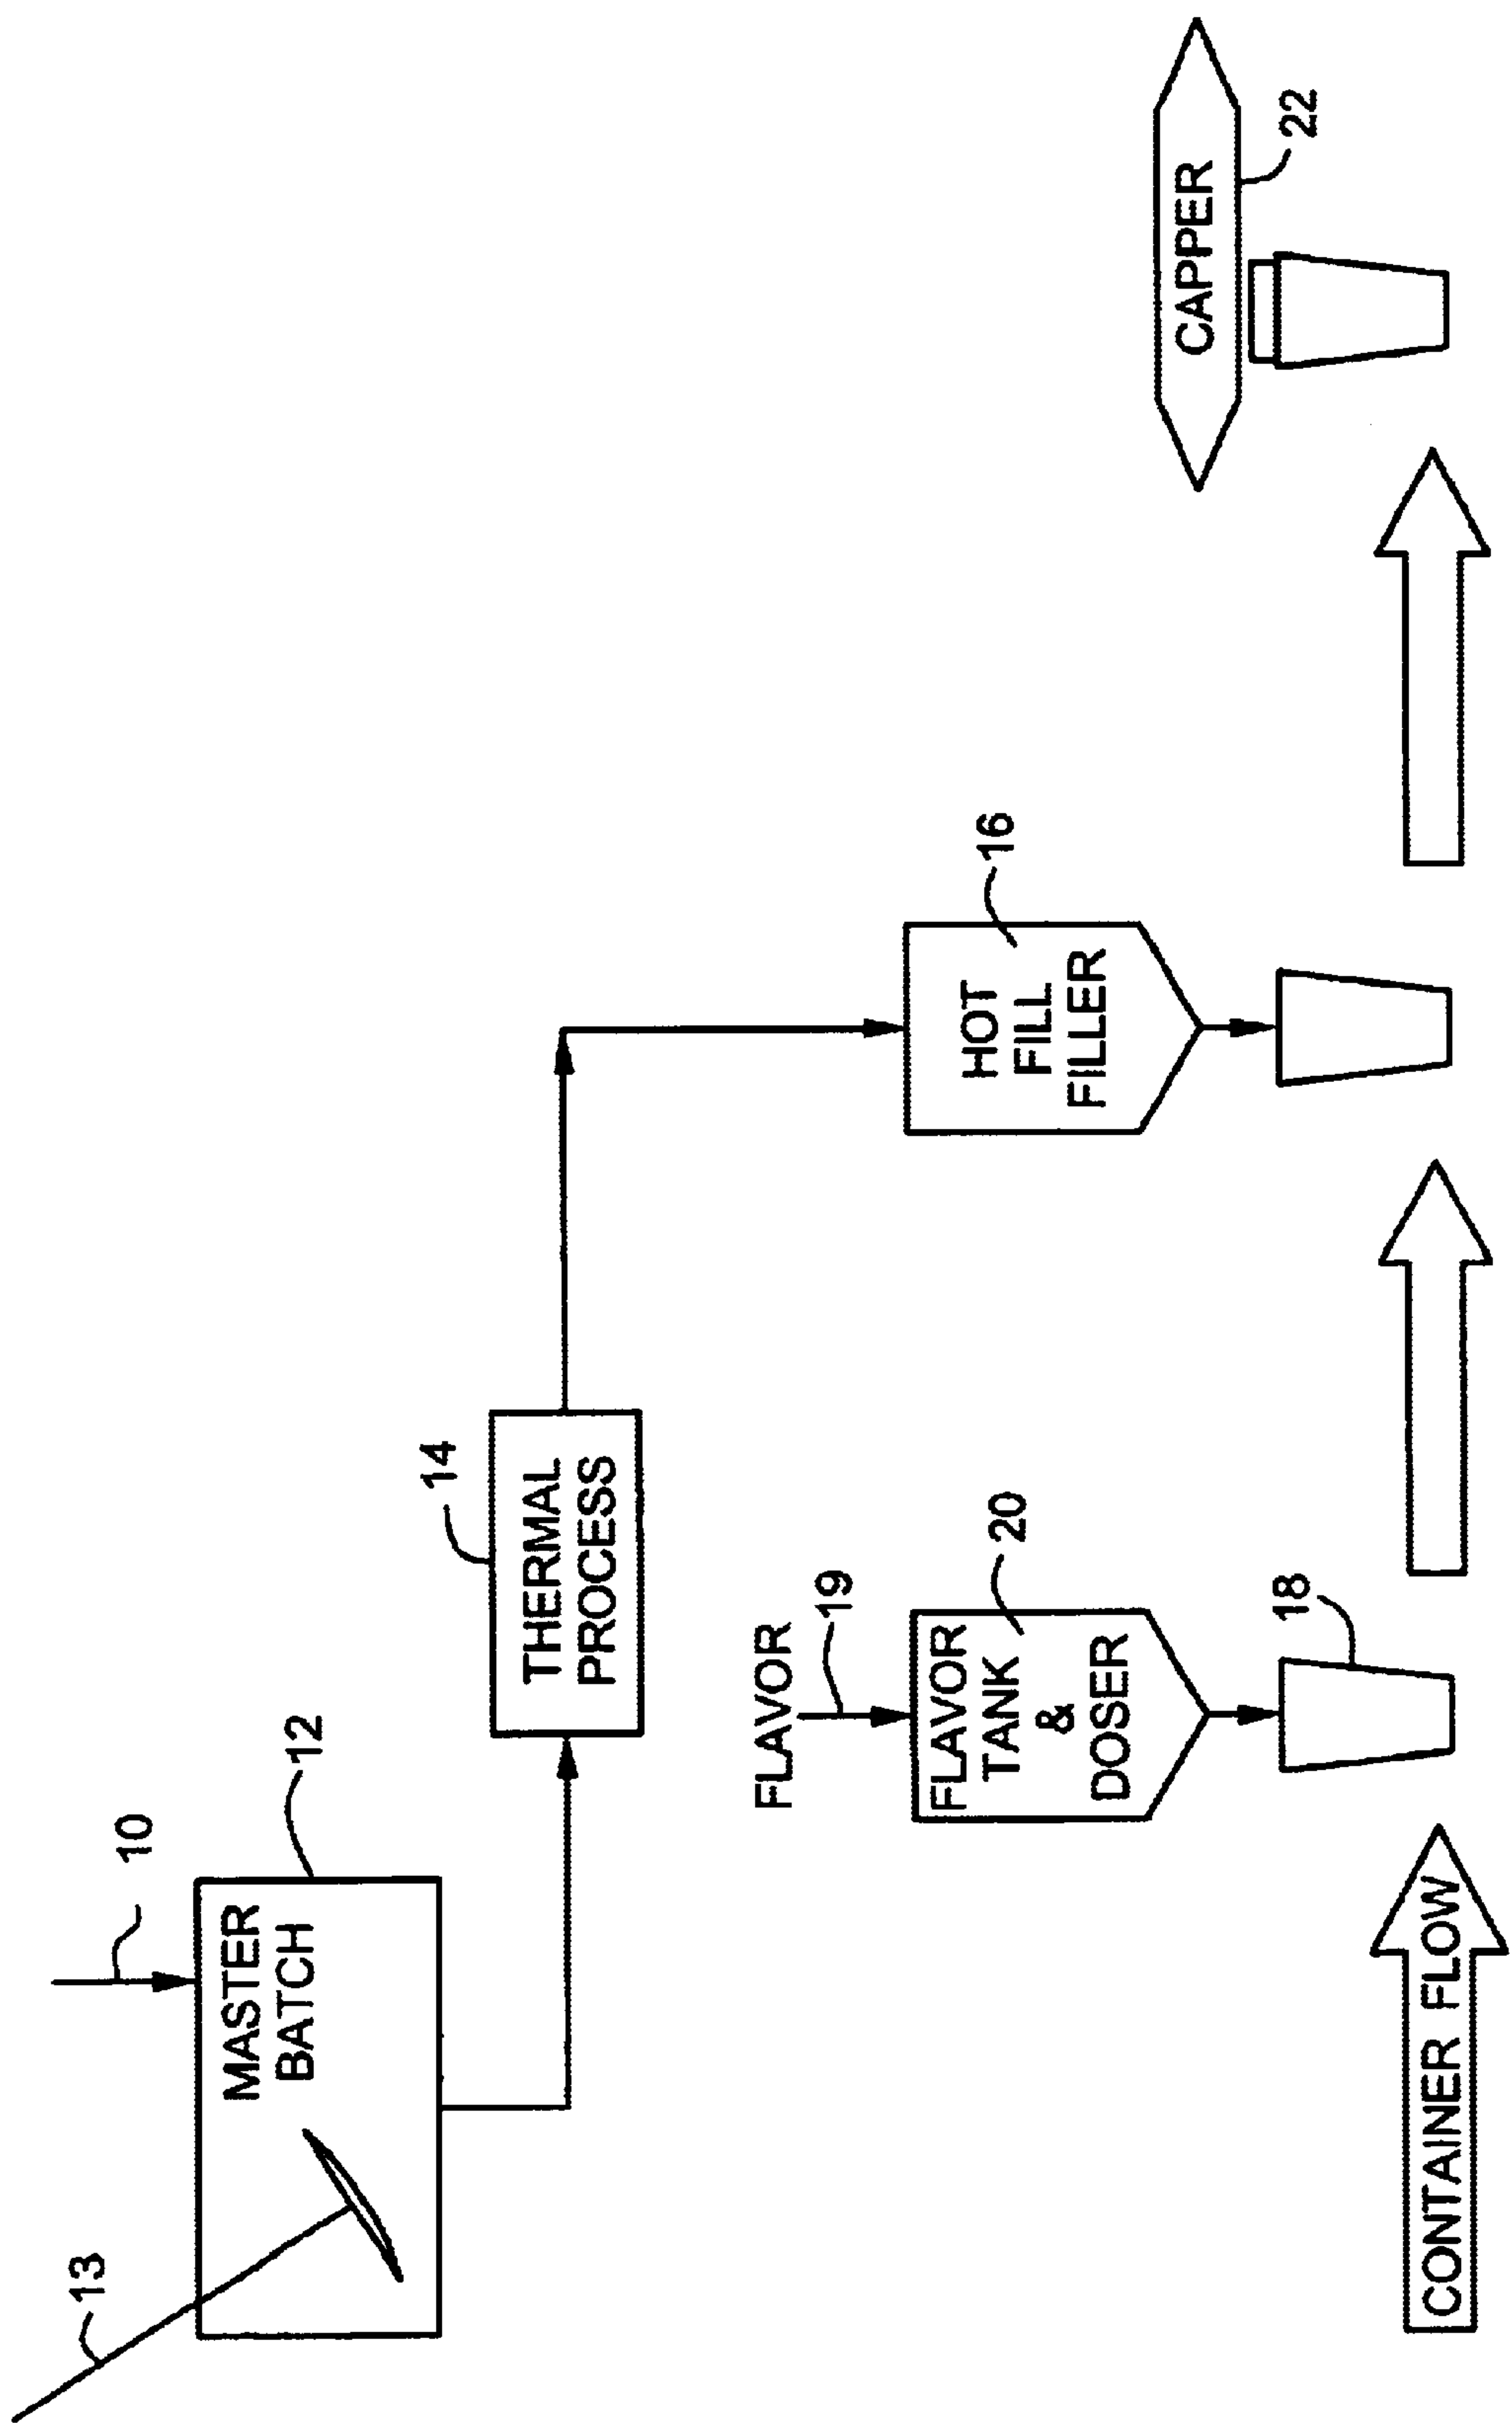 13
10
MASTER
BATCH
12
14
THERMAL
PROCESS
FLAVOR
19
FLAVOR
TANK
&
DOSER
20
18
HOT
FILL
FILLER
16
CAPPER
22
CONTAINER FLOW